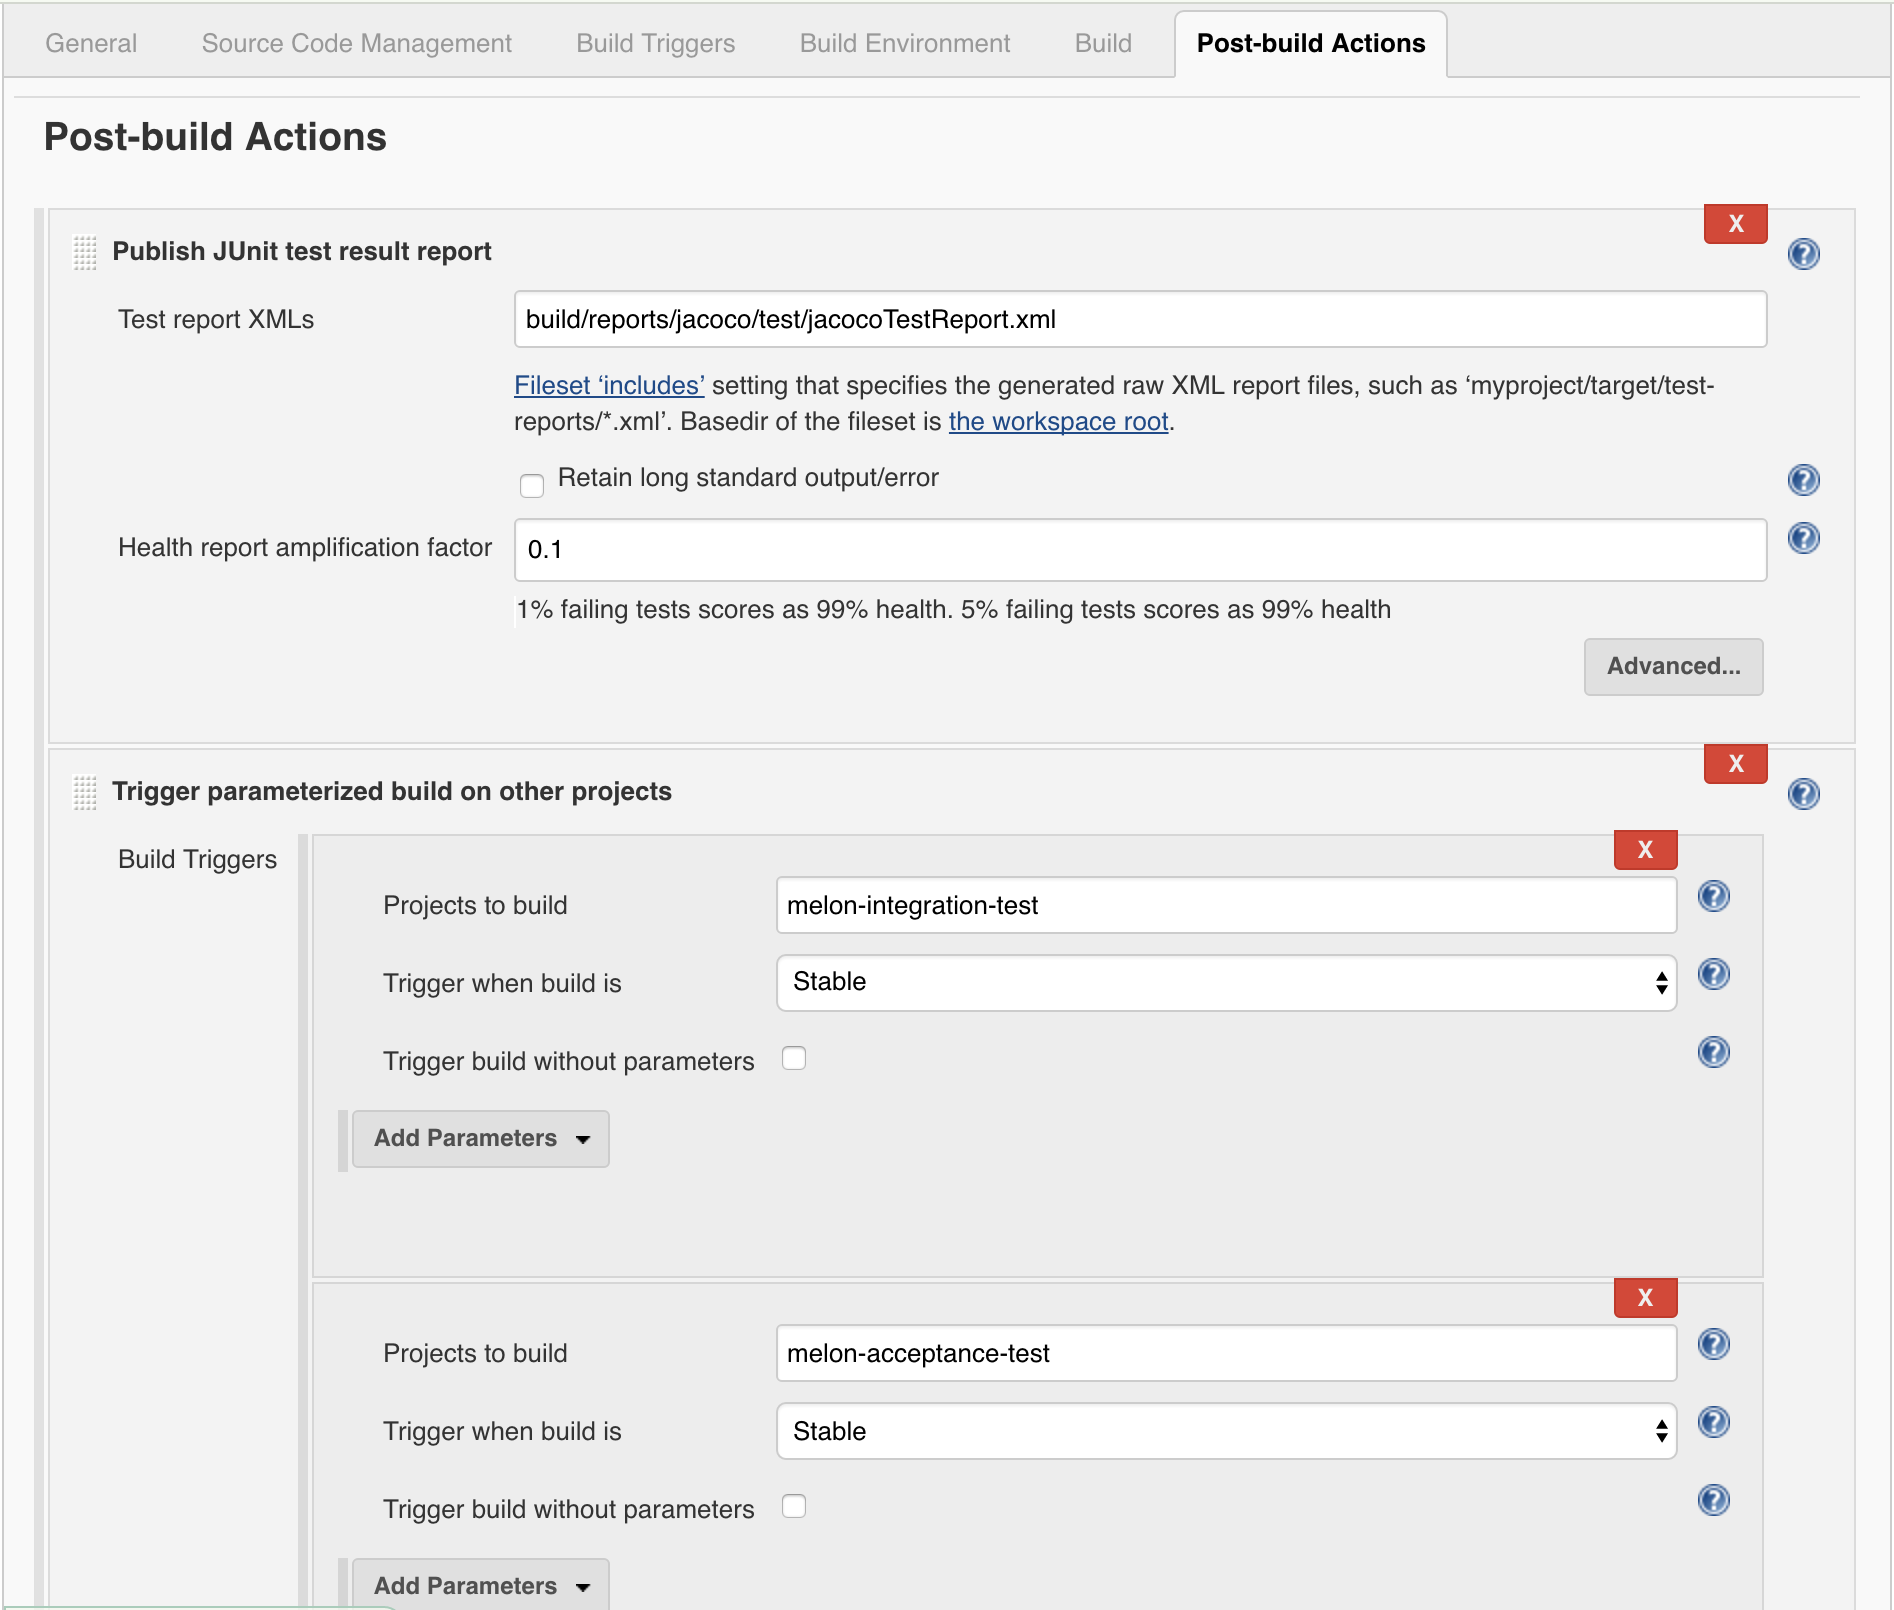 General Source Code Management Build Triggers Build Environment Build Post-build Actions
Post-build Actions
X
Publish JUnit test result report
Test report XMLs build/reports/jacoco/test/jacocoTestReport.xml
Fileset ‘includes’ setting that specifies the generated raw XML report files, such as ‘myproject/target/test-
reports/*.xml’. Basedir of the fileset is the workspace root.
Retain long standard output/error
Health report amplification factor 0.1
1% failing tests scores as 99% health. 5% failing tests scores as 99% health
Advanced...
X
Trigger parameterized build on other projects
Build Triggers
X
Projects to build melon-integration-test
Trigger when build is Stable
Trigger build without parameters
Add Parameters
X
Projects to build melon-acceptance-test
Trigger when build is Stable
Trigger build without parameters
Add Parameters